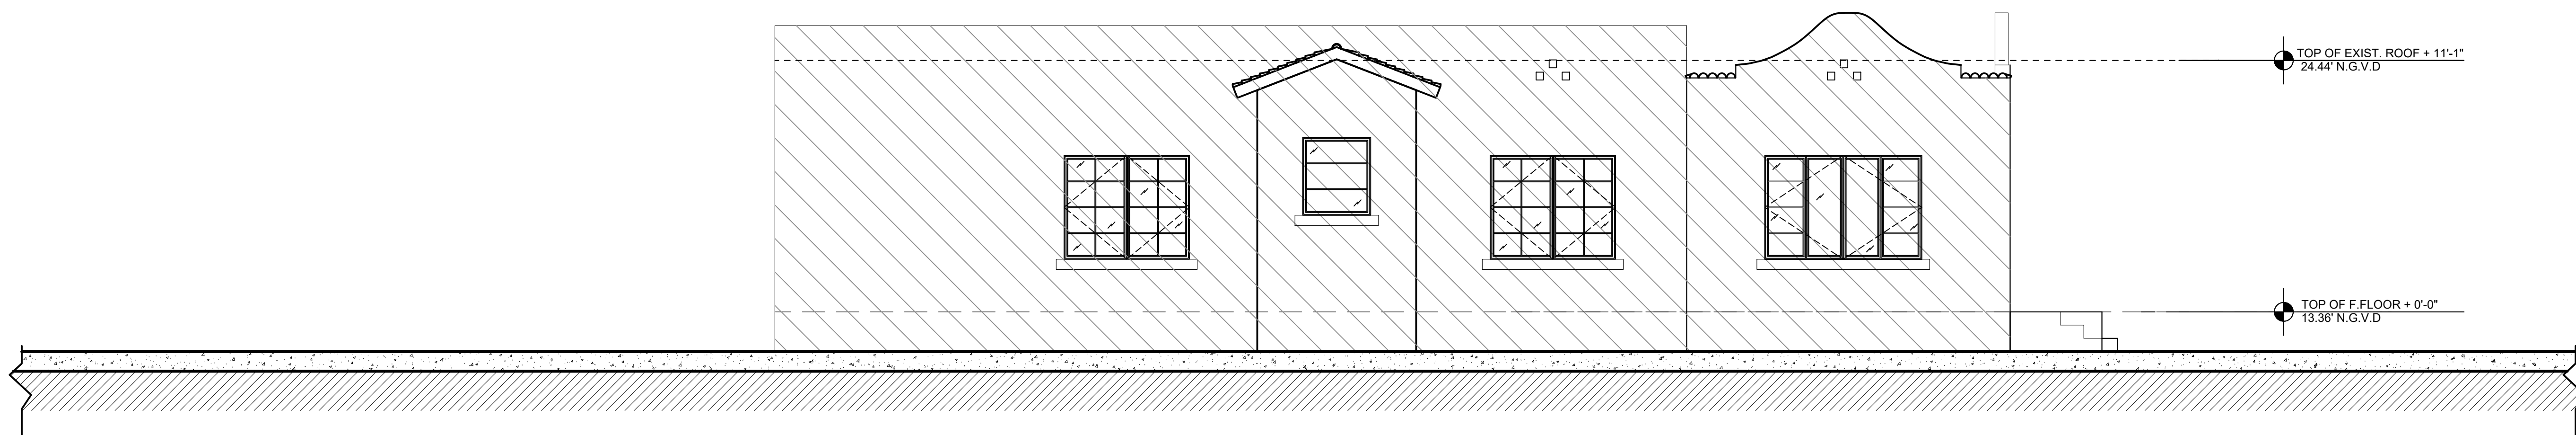 TOP OF EXIST. ROOF + 11'-1"
24.44' N.G.V.D
TOP OF F.FLOOR + 0'-0"
13.36' N.G.V.D